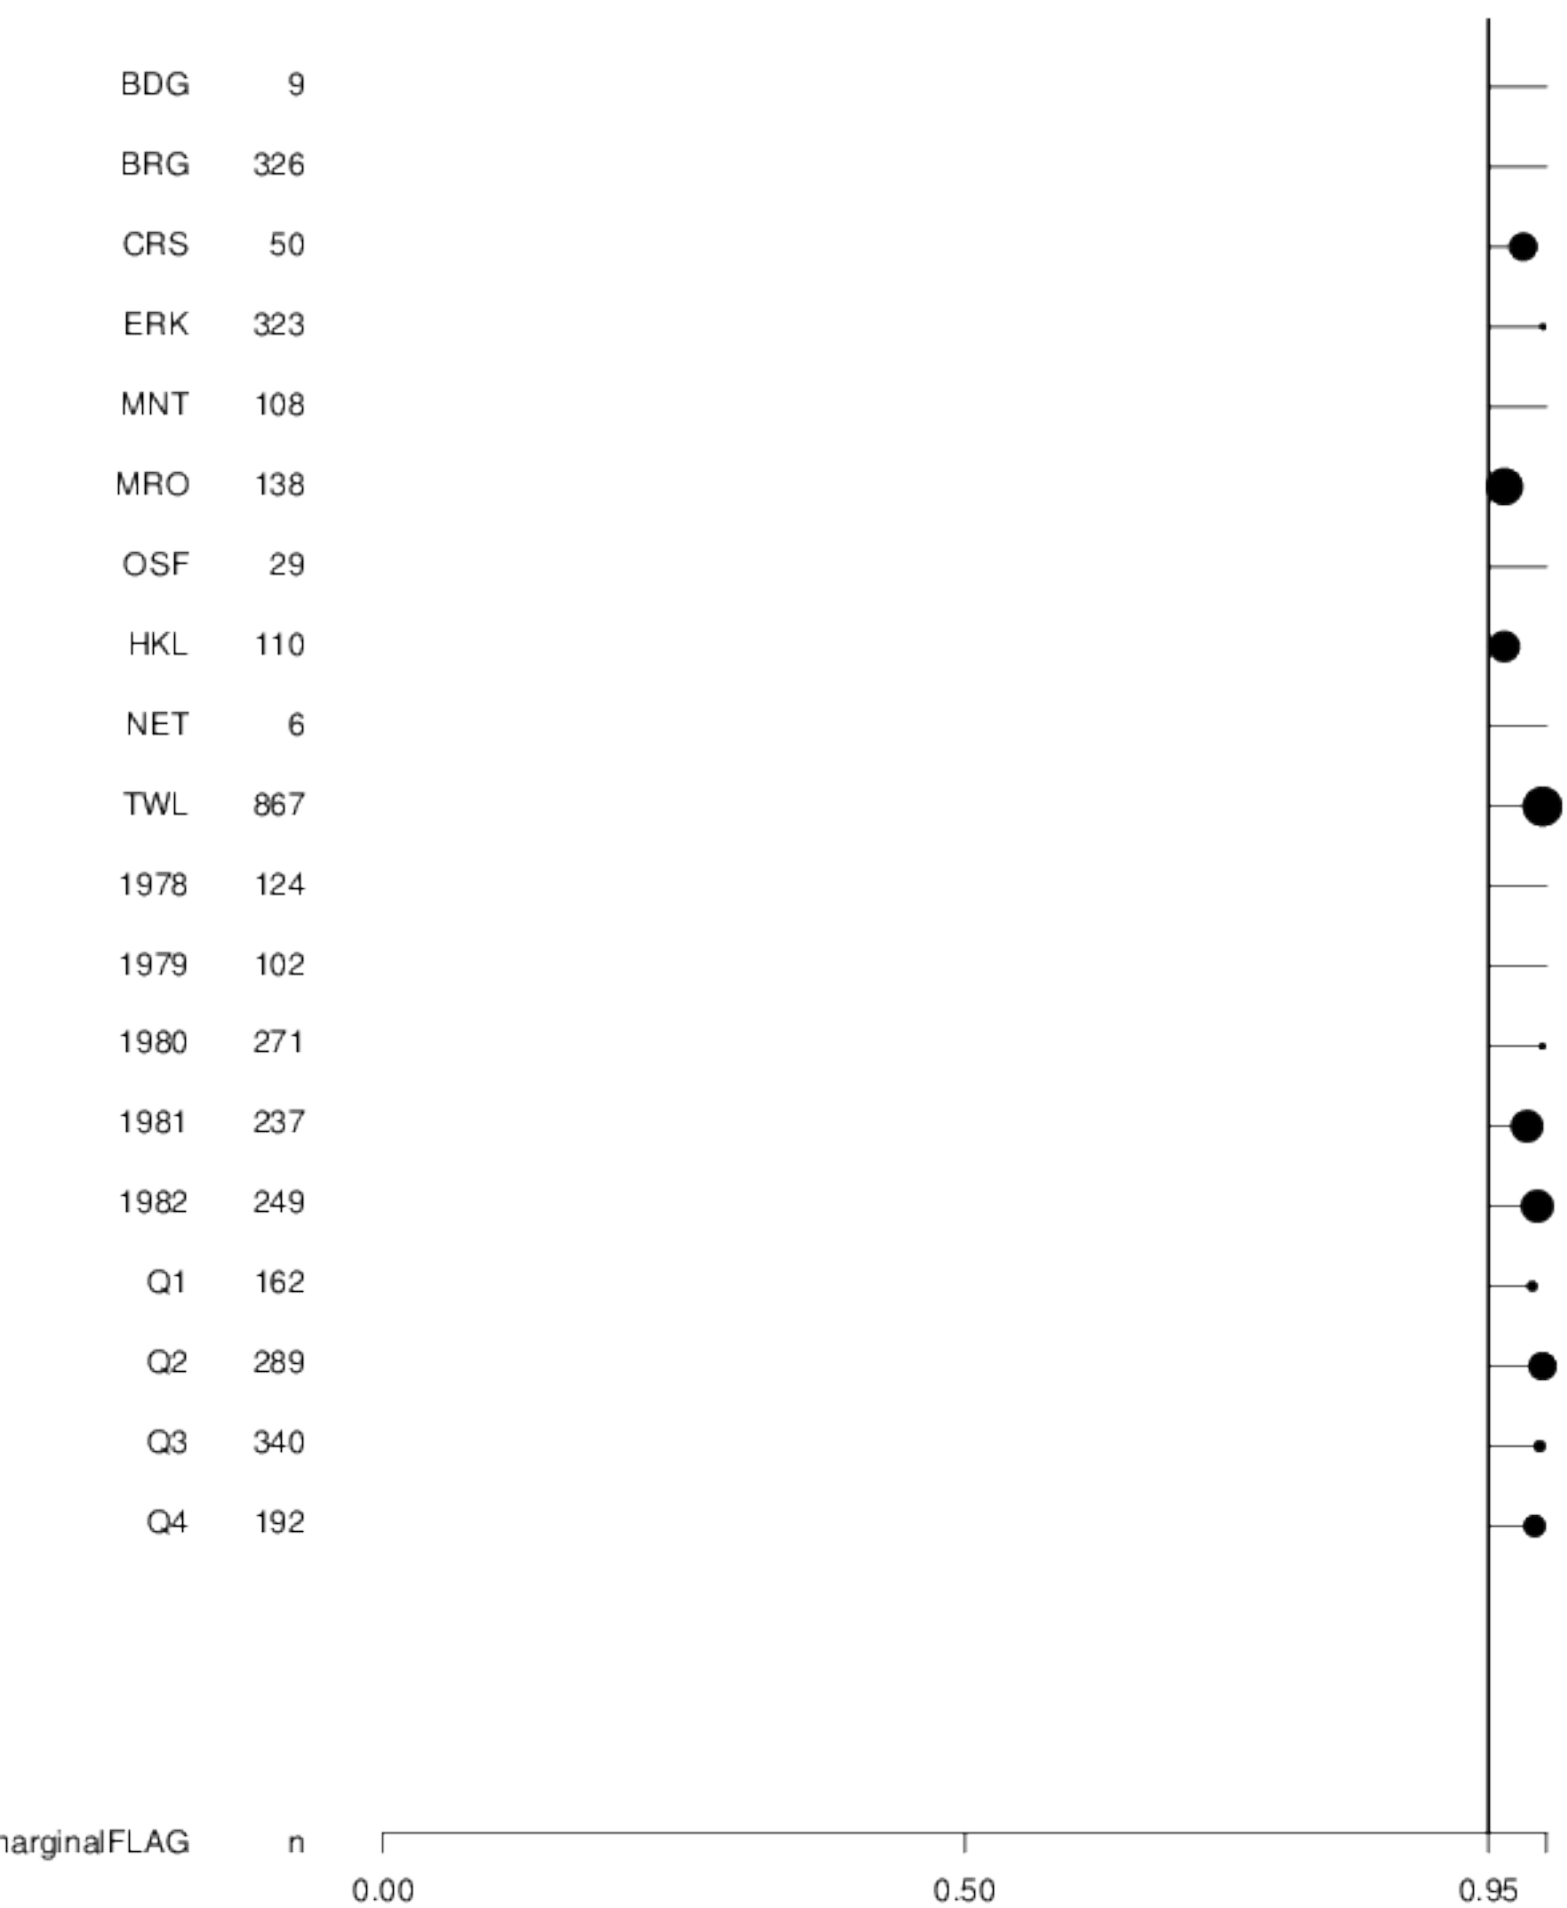 BDG 9
BRG 326
CRS 50
ERK 323
MNT 108
MRO 138
OSF 29
HKL 110
NET 6
TWL 867
1978 124
1979 102
1980 271
1981 237
1982 249
Q1 162
Q2 289
Q3 340
Q4 192
arginalFLAG n
0.00 0.50 0.95